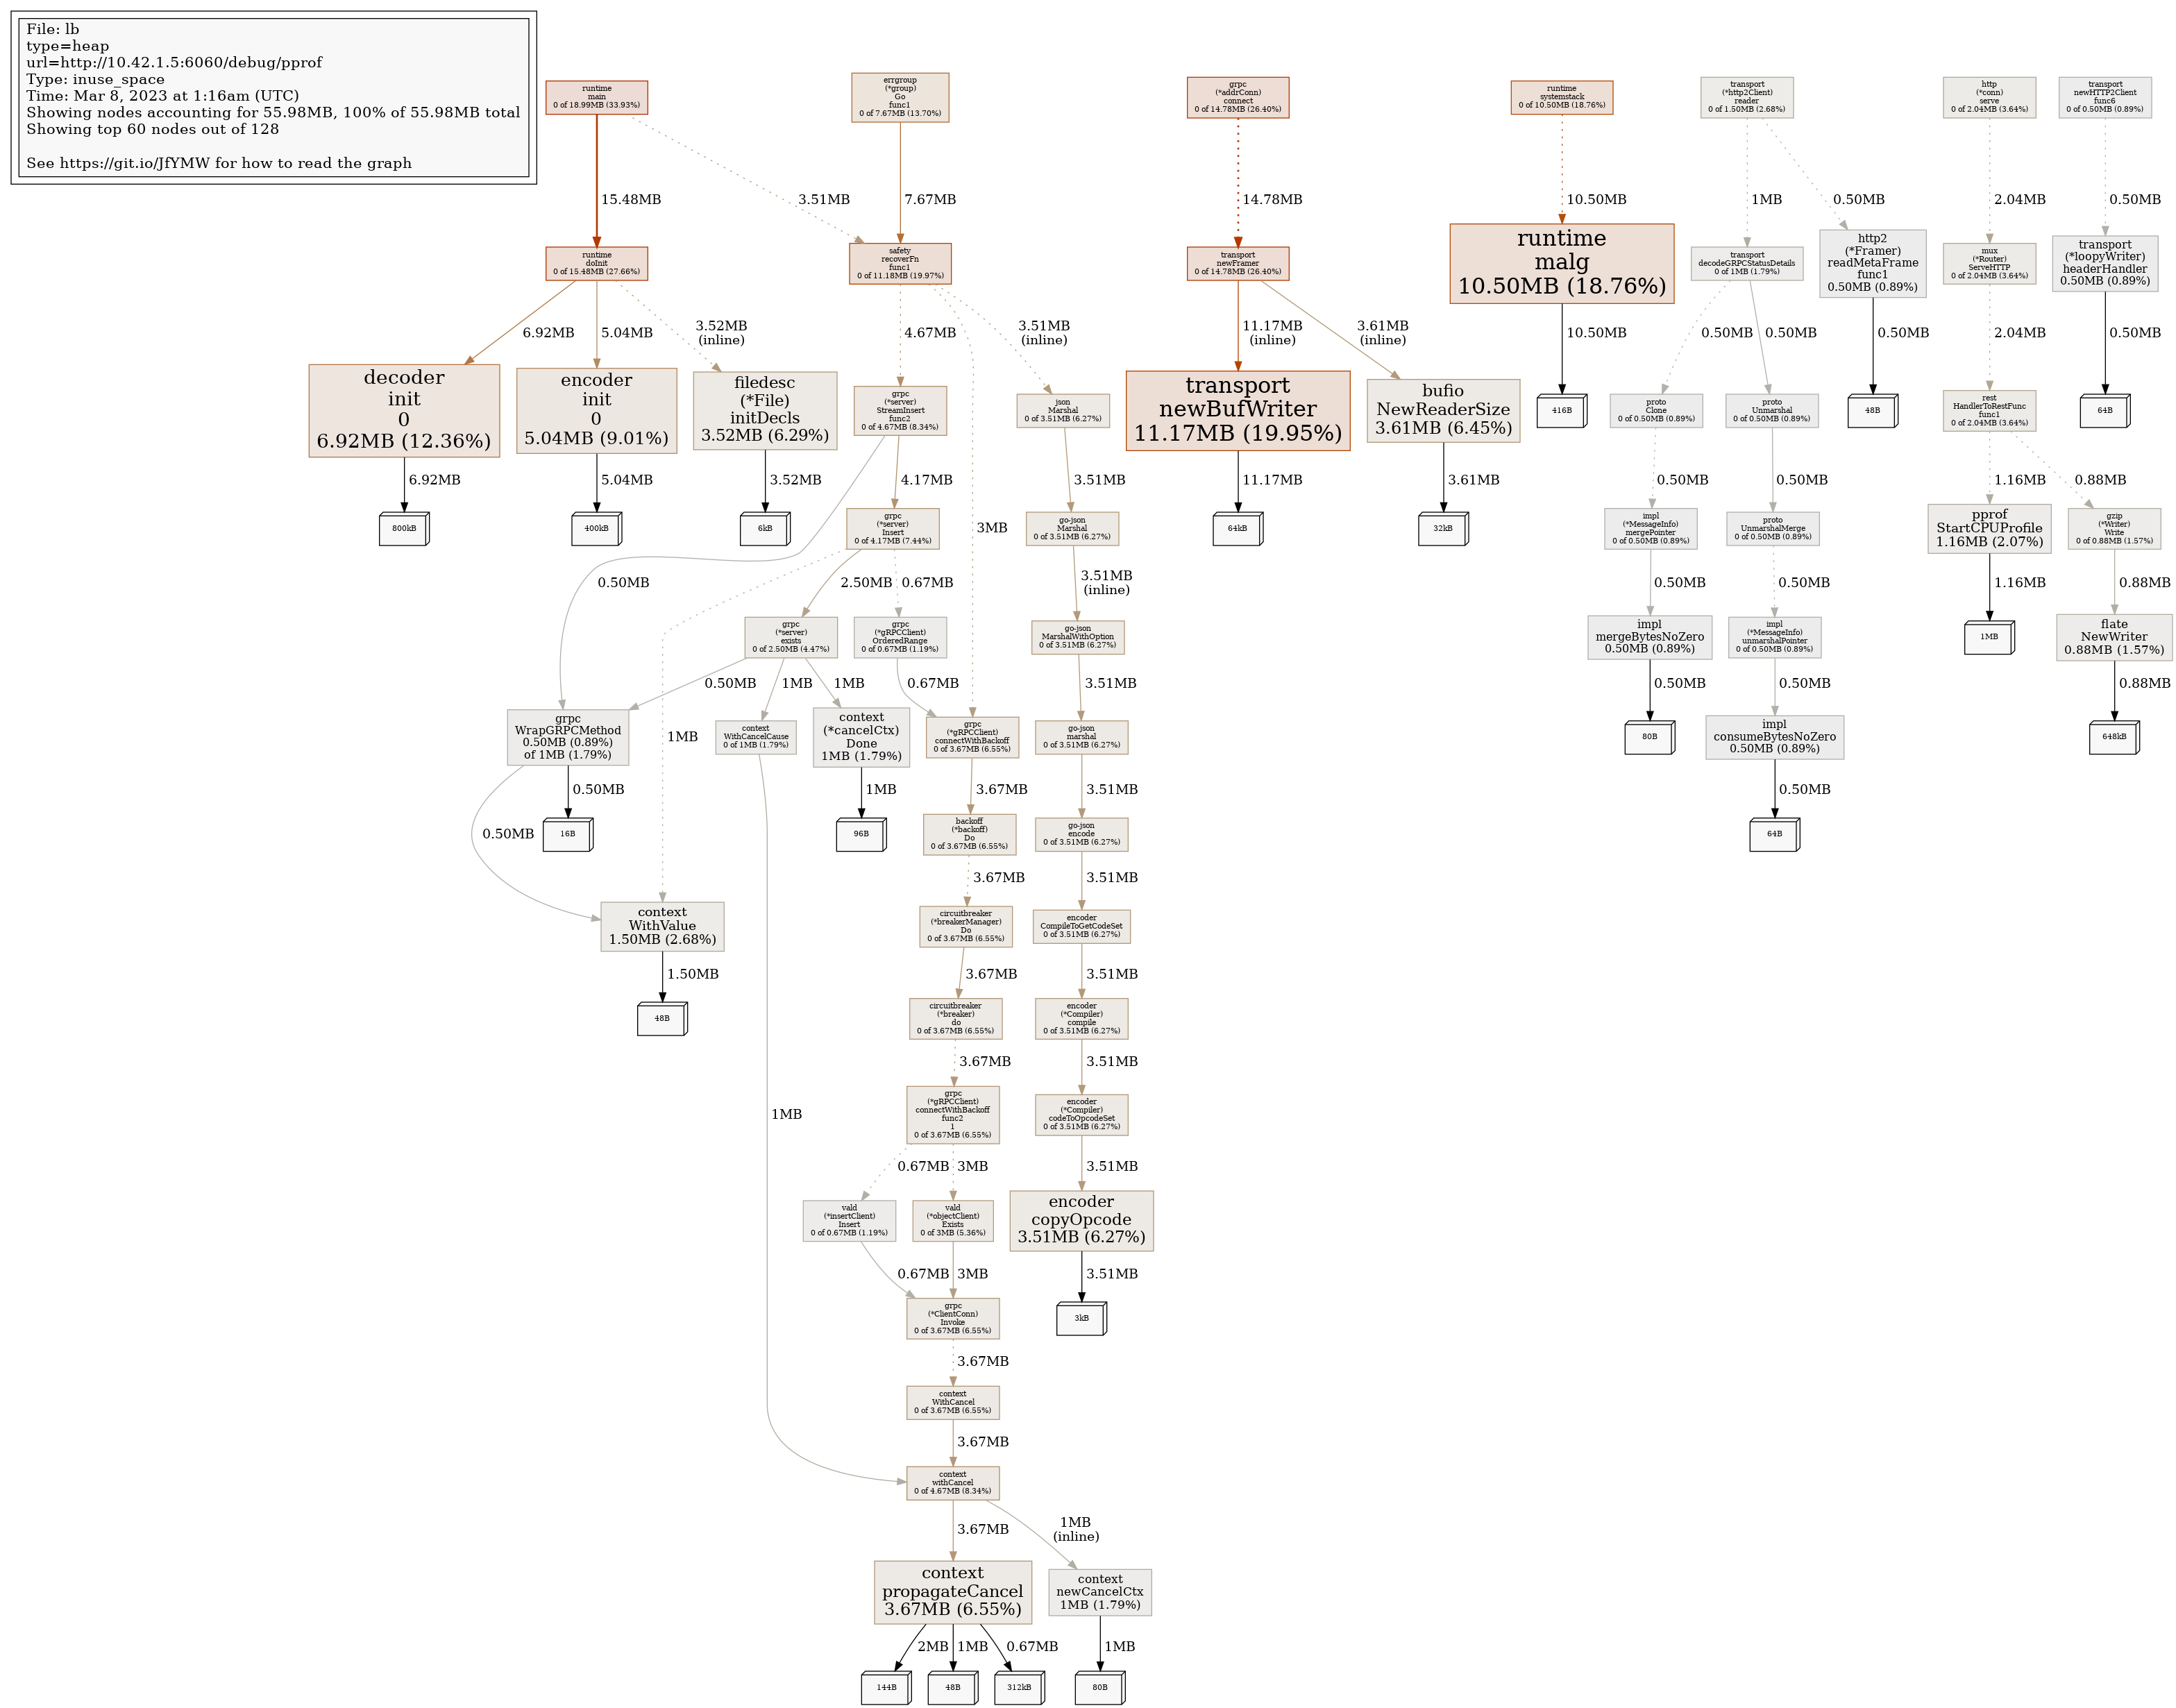 File: lb
type=heap
url=http://10.42.1.5:6060/debug/pprof
Type: inuse_space
Time: Mar 8, 2023 at 1:16am (UTC)
Showing nodes accounting for 55.98MB, 100% of 55.98MB total
Showing top 60 nodes out of 128
See https://git.io/JfYMW for how to read the graph
runtime
main
0 of 18.99MB (33.93%)
errgroup
(*group)
Go
func1
0 of 7.67MB (13.70%)
grpc
(*addrConn)
connect
0 of 14.78MB (26.40%)
runtime
systemstack
0 of 10.50MB (18.76%)
transport
(*http2Client)
reader
0 of 1.50MB (2.68%)
http
(*conn)
serve
0 of 2.04MB (3.64%)
transport
newHTTP2Client
func6
0 of 0.50MB (0.89%)
15.48MB
3.51MB
7.67MB
14.78MB
10.50MB
1MB
0.50MB
2.04MB
0.50MB
runtime
doInit
0 of 15.48MB (27.66%)
safety
recoverFn
func1
0 of 11.18MB (19.97%)
transport
newFramer
0 of 14.78MB (26.40%)
runtime
malg
10.50MB (18.76%)
transport
decodeGRPCStatusDetails
0 of 1MB (1.79%)
http2
(*Framer)
readMetaFrame
func1
0.50MB (0.89%)
mux
(*Router)
ServeHTTP
0 of 2.04MB (3.64%)
transport
(*loopyWriter)
headerHandler
0.50MB (0.89%)
6.92MB
5.04MB
3.52MB
(inline)
4.67MB
3MB
3.51MB
(inline)
11.17MB
(inline)
3.61MB
(inline)
10.50MB
0.50MB
0.50MB
0.50MB
2.04MB
0.50MB
decoder
init
0
6.92MB (12.36%)
encoder
init
0
5.04MB (9.01%)
filedesc
(*File)
initDecls
3.52MB (6.29%)
grpc
(*server)
StreamInsert
func2
0 of 4.67MB (8.34%)
json
Marshal
0 of 3.51MB (6.27%)
transport
newBufWriter
11.17MB (19.95%)
bufio
NewReaderSize
3.61MB (6.45%)
416B
proto
Clone
0 of 0.50MB (0.89%)
proto
Unmarshal
0 of 0.50MB (0.89%)
48B
rest
HandlerToRestFunc
func1
0 of 2.04MB (3.64%)
64B
6.92MB
5.04MB
3.52MB
0.50MB
4.17MB
3.51MB
11.17MB
3.61MB
0.50MB
0.50MB
1.16MB
0.88MB
800kB
400kB
6kB
grpc
(*server)
Insert
0 of 4.17MB (7.44%)
go-json
Marshal
0 of 3.51MB (6.27%)
64kB
32kB
impl
(*MessageInfo)
mergePointer
0 of 0.50MB (0.89%)
proto
UnmarshalMerge
0 of 0.50MB (0.89%)
pprof
StartCPUProfile
1.16MB (2.07%)
gzip
(*Writer)
Write
0 of 0.88MB (1.57%)
1MB
2.50MB
0.67MB
3.51MB
(inline)
0.50MB
0.50MB
1.16MB
0.88MB
grpc
(*server)
exists
0 of 2.50MB (4.47%)
grpc
(*gRPCClient)
OrderedRange
0 of 0.67MB (1.19%)
go-json
MarshalWithOption
0 of 3.51MB (6.27%)
impl
mergeBytesNoZero
0.50MB (0.89%)
impl
(*MessageInfo)
unmarshalPointer
0 of 0.50MB (0.89%)
1MB
flate
NewWriter
0.88MB (1.57%)
0.50MB
1MB
1MB
0.67MB
3.51MB
0.50MB
0.50MB
0.88MB
grpc
WrapGRPCMethod
0.50MB (0.89%)
of 1MB (1.79%)
context
WithCancelCause
0 of 1MB (1.79%)
context
(*cancelCtx)
Done
1MB (1.79%)
grpc
(*gRPCClient)
connectWithBackoff
0 of 3.67MB (6.55%)
go-json
marshal
0 of 3.51MB (6.27%)
80B
impl
consumeBytesNoZero
0.50MB (0.89%)
648kB
0.50MB
0.50MB
1MB
1MB
3.67MB
3.51MB
0.50MB
16B
96B
backoff
(*backoff)
Do
0 of 3.67MB (6.55%)
go-json
encode
0 of 3.51MB (6.27%)
64B
3.67MB
3.51MB
context
WithValue
1.50MB (2.68%)
circuitbreaker
(*breakerManager)
Do
0 of 3.67MB (6.55%)
encoder
CompileToGetCodeSet
0 of 3.51MB (6.27%)
1.50MB
3.67MB
3.51MB
48B
circuitbreaker
(*breaker)
do
0 of 3.67MB (6.55%)
encoder
(*Compiler)
compile
0 of 3.51MB (6.27%)
3.67MB
3.51MB
grpc
(*gRPCClient)
connectWithBackoff
func2
1
0 of 3.67MB (6.55%)
encoder
(*Compiler)
codeToOpcodeSet
0 of 3.51MB (6.27%)
0.67MB
3MB
3.51MB
vald
(*insertClient)
Insert
0 of 0.67MB (1.19%)
vald
(*objectClient)
Exists
0 of 3MB (5.36%)
encoder
copyOpcode
3.51MB (6.27%)
0.67MB
3MB
3.51MB
grpc
(*ClientConn)
Invoke
0 of 3.67MB (6.55%)
3kB
3.67MB
context
WithCancel
0 of 3.67MB (6.55%)
3.67MB
context
withCancel
0 of 4.67MB (8.34%)
3.67MB
1MB
(inline)
context
propagateCancel
3.67MB (6.55%)
context
newCancelCtx
1MB (1.79%)
2MB
1MB
0.67MB
1MB
144B
48B
312kB
80B